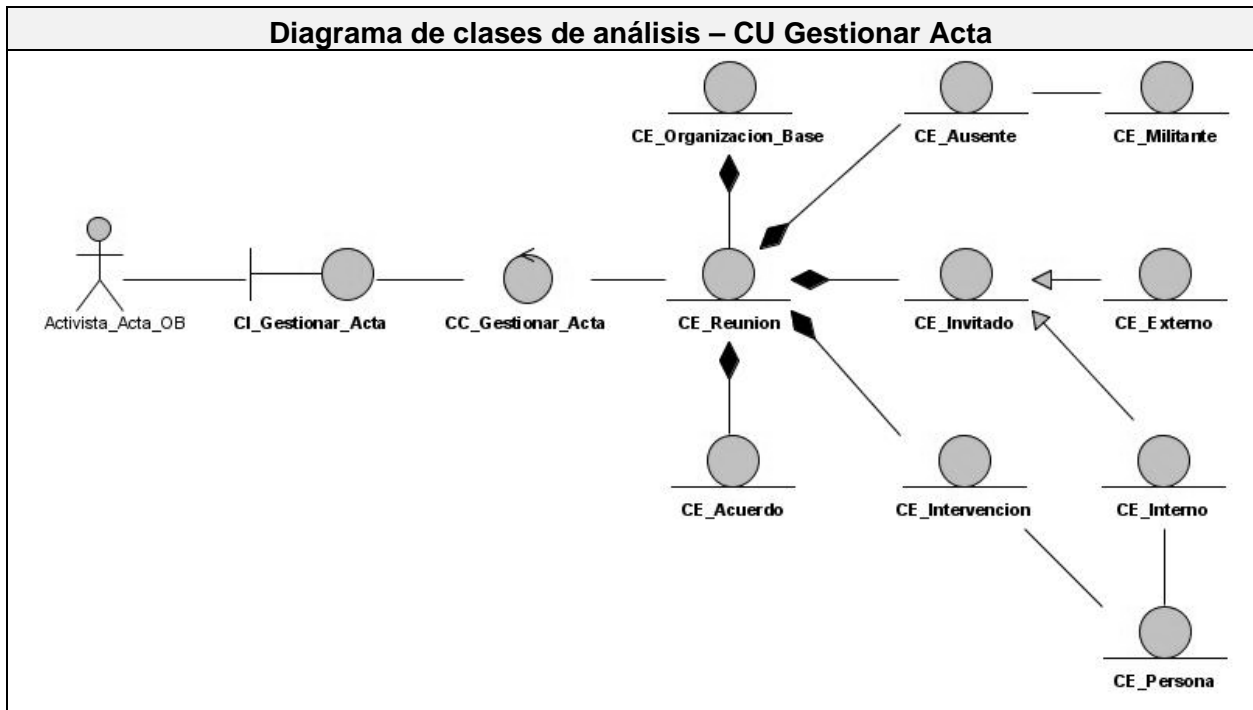 Diagrama de clases de análisis – CU Gestionar Acta
CE_Organizacion_Base
CE_Ausente
CE_Militante
Activista_Acta_OB
CI_Gestionar_Acta
CC_Gestionar_Acta
CE_Reunion
CE_Invitado
CE_Externo
CE_Acuerdo
CE_Intervencion
CE_Interno
CE_Persona